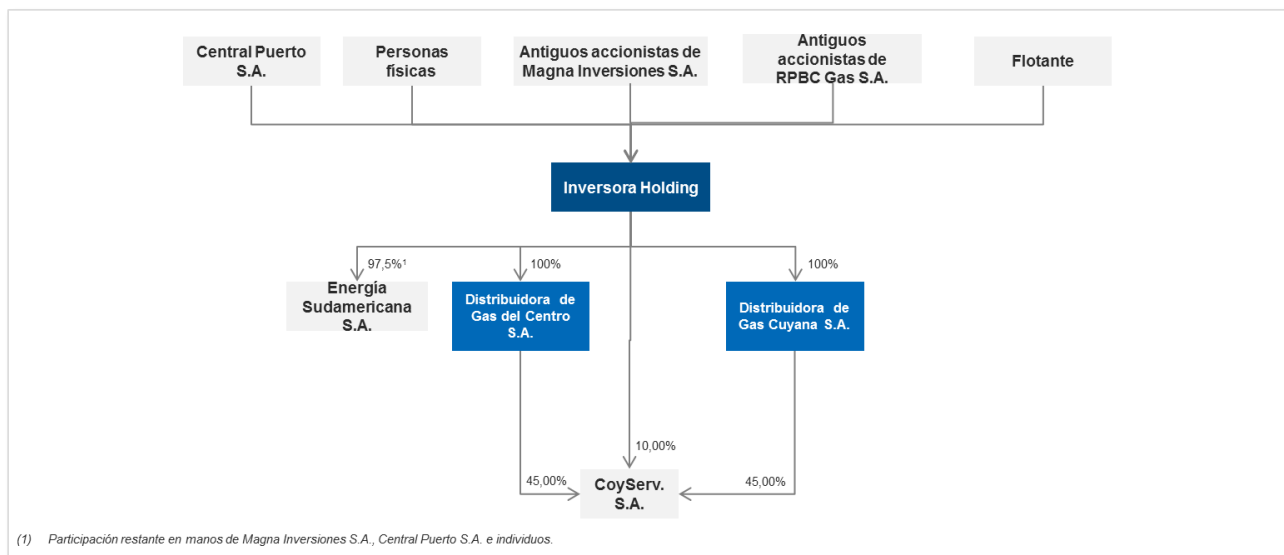 Central Puerto
S.A.
Personas
físicas
Antiguos accionistas de
Magna Inversiones S.A.
Antiguos
accionistas de
RPBC Gas S.A.
Flotante
Inversora Holding
97,5%¹
100%
100%
Energía
Sudamericana
S.A.
Distribuidora de
Gas del Centro
S.A.
Distribuidora de
Gas Cuyana S.A.
10,00%
45,00%
CoyServ.
S.A.
45,00%
(1) Participación restante en manos de Magna Inversiones S.A., Central Puerto S.A. e individuos.